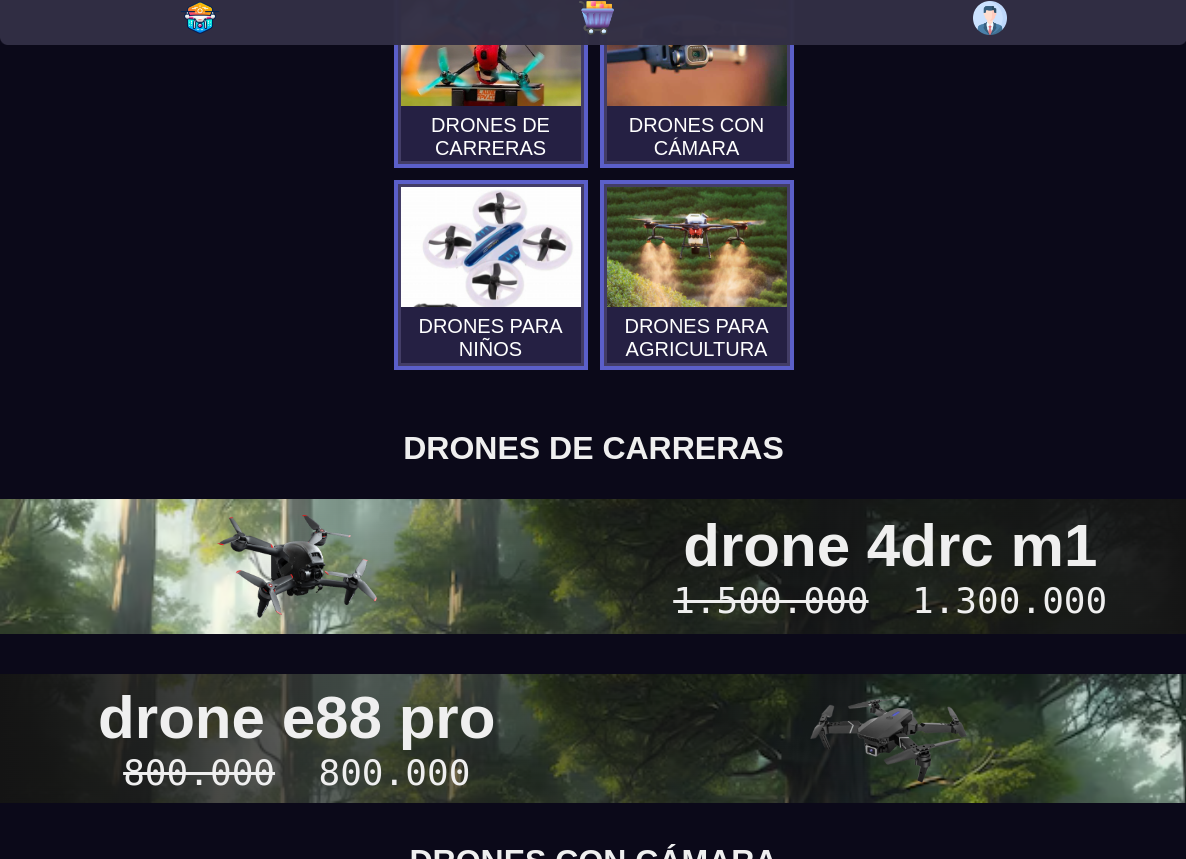 DRONES DE
CARRERAS
DRONES CON
CÁMARA
DRONES PARA
NIÑOS
DRONES PARA
AGRICULTURA
DRONES DE CARRERAS
drone 4drc m1
1.500.000 1.300.000
drone e88 pro
800.000 800.000
DRONES CON CÁMARA